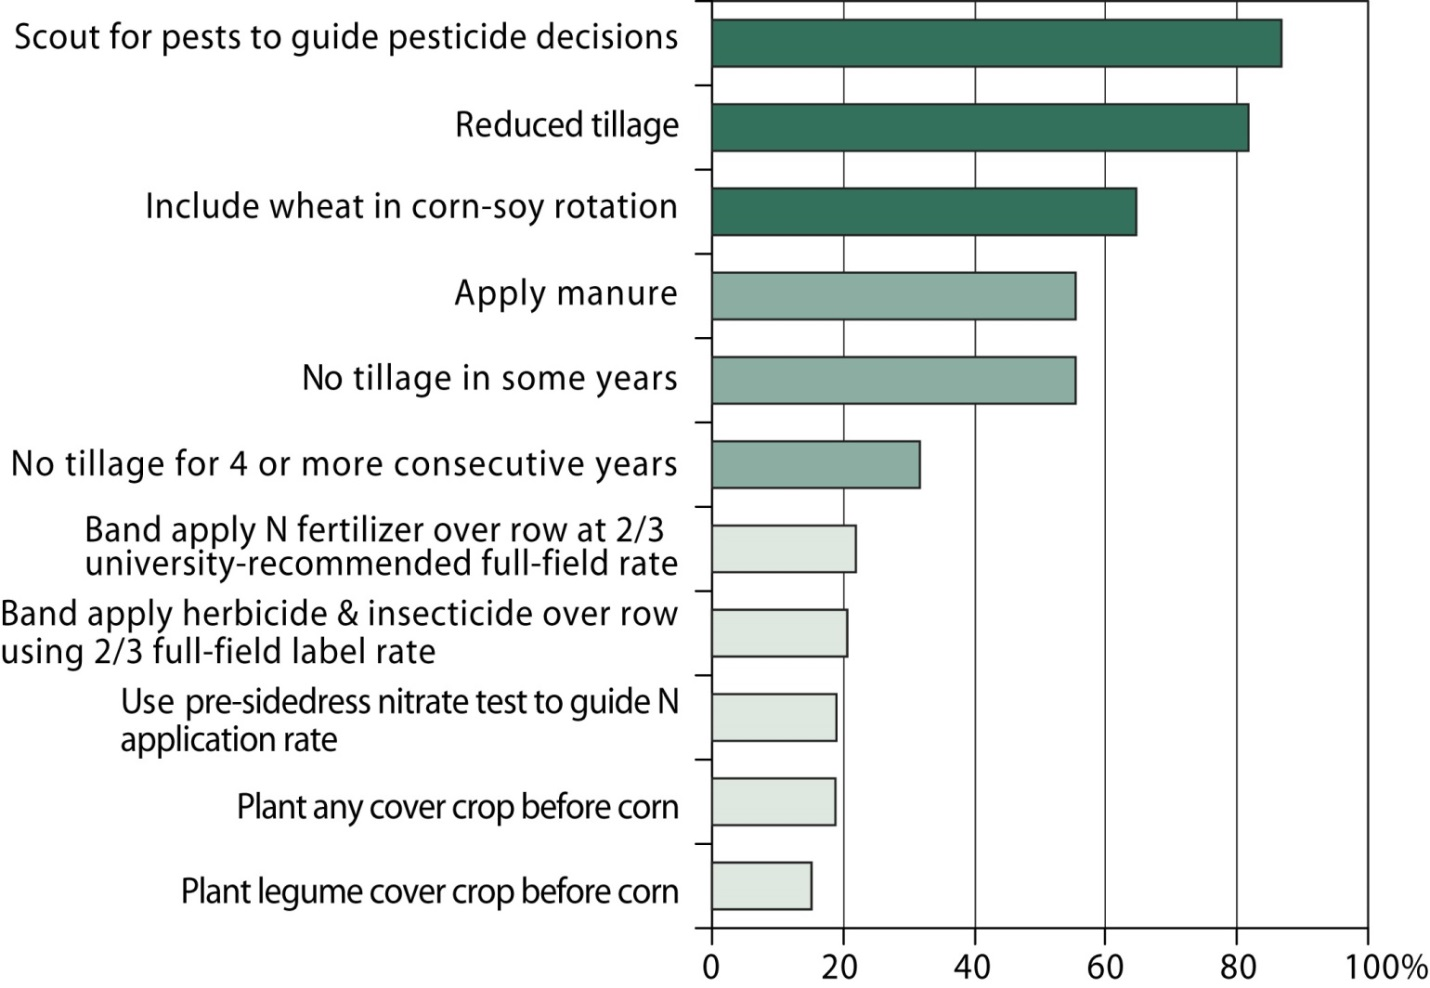 Scout for pests to guide pesticide decisions
Reduced tillage
Include wheat in corn-soy rotation
Apply manure
No tillage in some years
No tillage for 4 or more consecutive years
Band apply N fertilizer over row at 2/3
university-recommended full-field rate
Band apply herbicide & insecticide over row
using 2/3 full-field label rate
Use pre-sidedress nitrate test to guide N
application rate
Plant any cover crop before corn
Plant legume cover crop before corn
0 20 40 60 80 100%